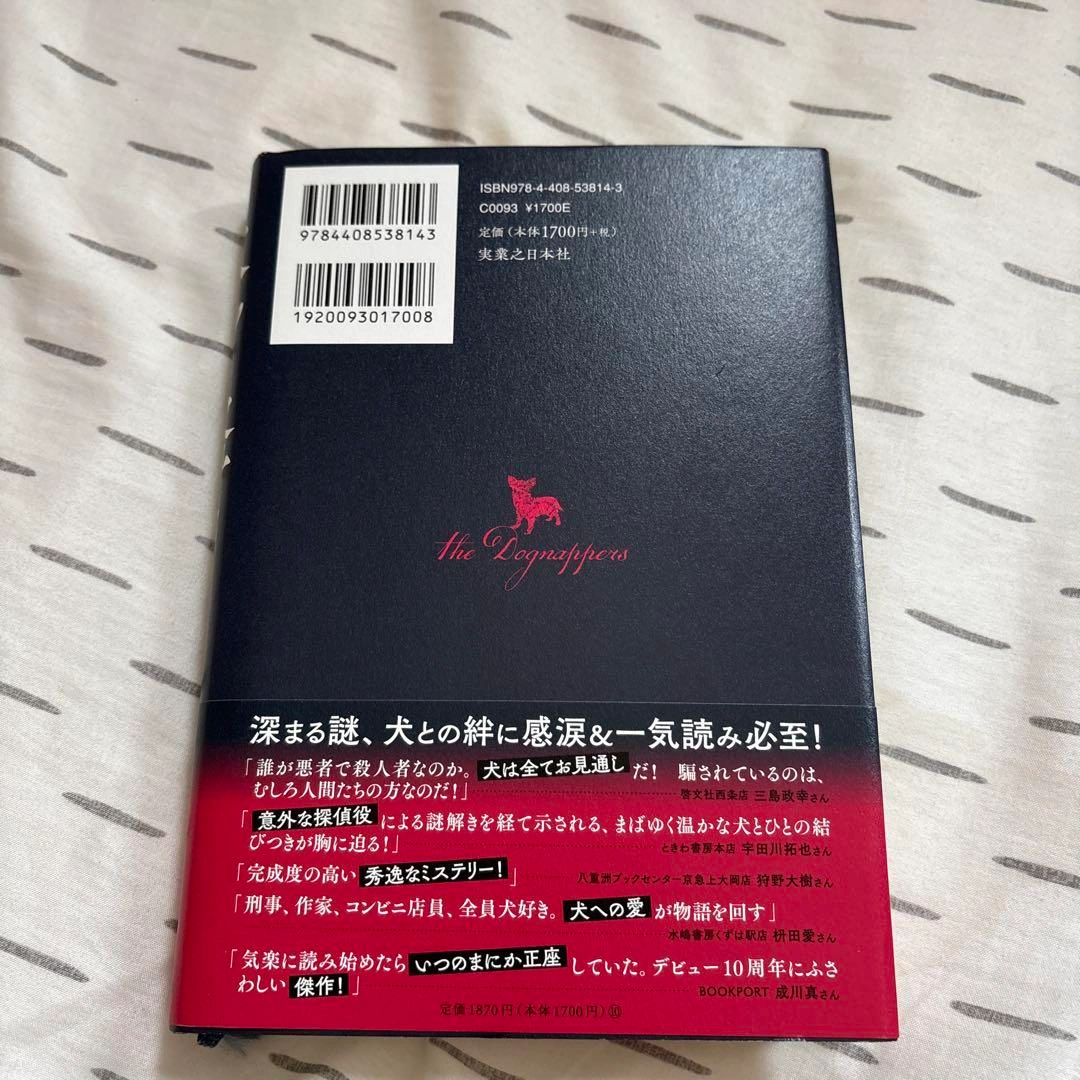 9784408538143
1920093017008
ISBN978-4-408-53814-3
C0093 ¥1700E
定価（本体1700円+税）
実業之日本社
the Dognappers
深まる謎、犬との絆に感涙&一気読み必至！
「誰が悪者で殺人者なのか。犬は全てお見通しだ！　騙されているのは、
むしろ人間たちの方なのだ！」
啓文社西条店 三島政幸さん
「意外な探偵役による謎解きを経て示される、まばゆく温かな犬とひとの結
びつきが胸に迫る！」
ときわ書房本店 宇田川拓也さん
「完成度の高い秀逸なミステリー！」
八重洲ブックセンター京急上大岡店 狩野大樹さん
「刑事、作家、コンビニ店員、全員犬好き。犬への愛が物語を回す」
水嶋書房くずは駅店 枡田愛さん
「気楽に読み始めたらいつのまにか正座していた。デビュー10周年にふさ
わしい傑作！」
BOOKPORT 成川真さん
定価1870円（本体1700円）⑩